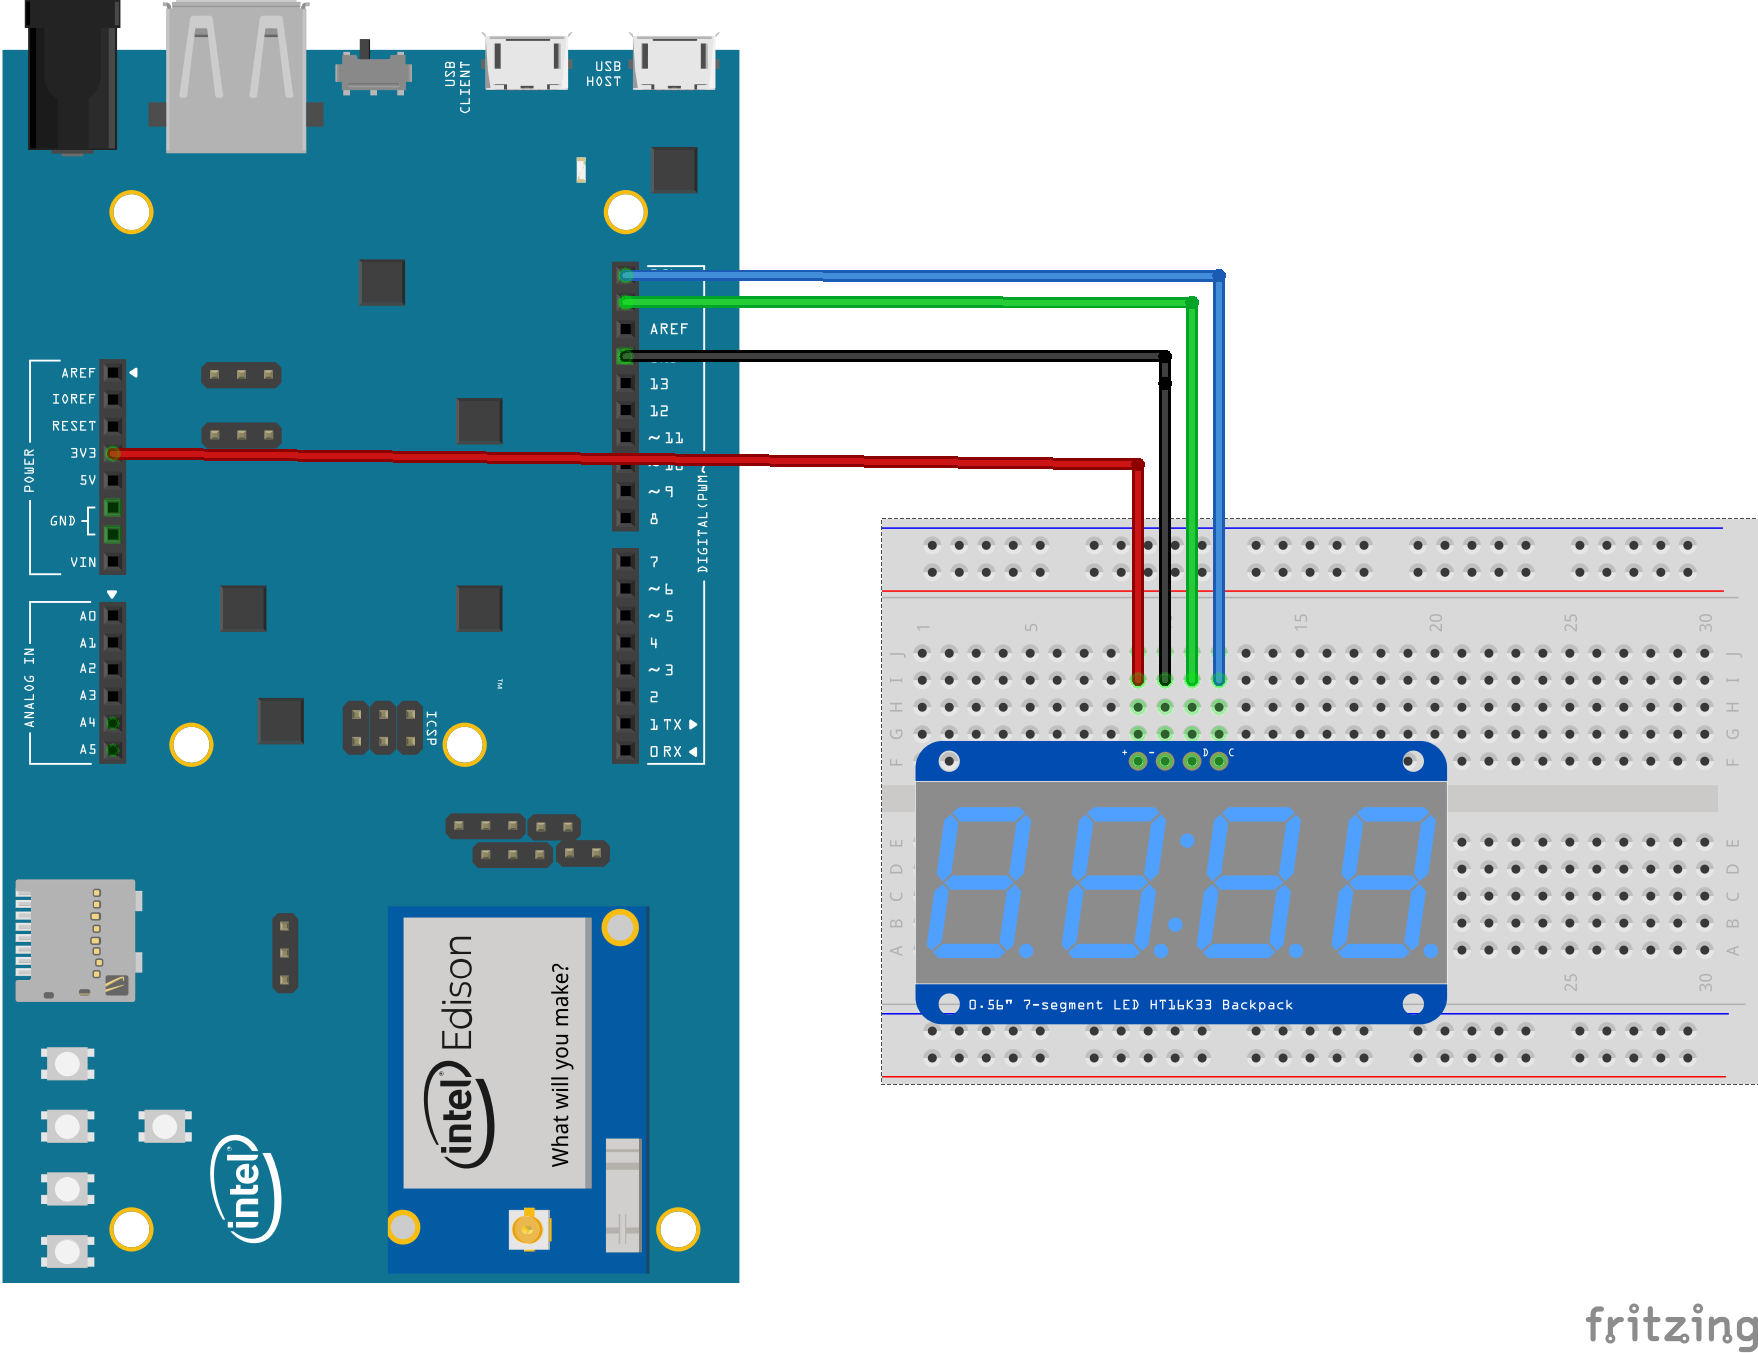 USB
CLIENT
USB
HOST
AREF
13
12
~11
~10
~9
8
DIGITAL(PWM~)
7
~6
~5
4
~3
2
1 TX
0 RX
POWER
AREF
IOREF
RESET
3V3
5V
GND
VIN
ANALOG IN
A0
A1
A2
A3
A4
A5
TM
ICSP
intel
Edison
What will you make?
intel
1 5 15 20 25 30
J J
I I
H H
G G
F F
+ - D C
E E
D D
C C
B B
A A
25 30
0.56" 7-segment LED HT16K33 Backpack
fritzing